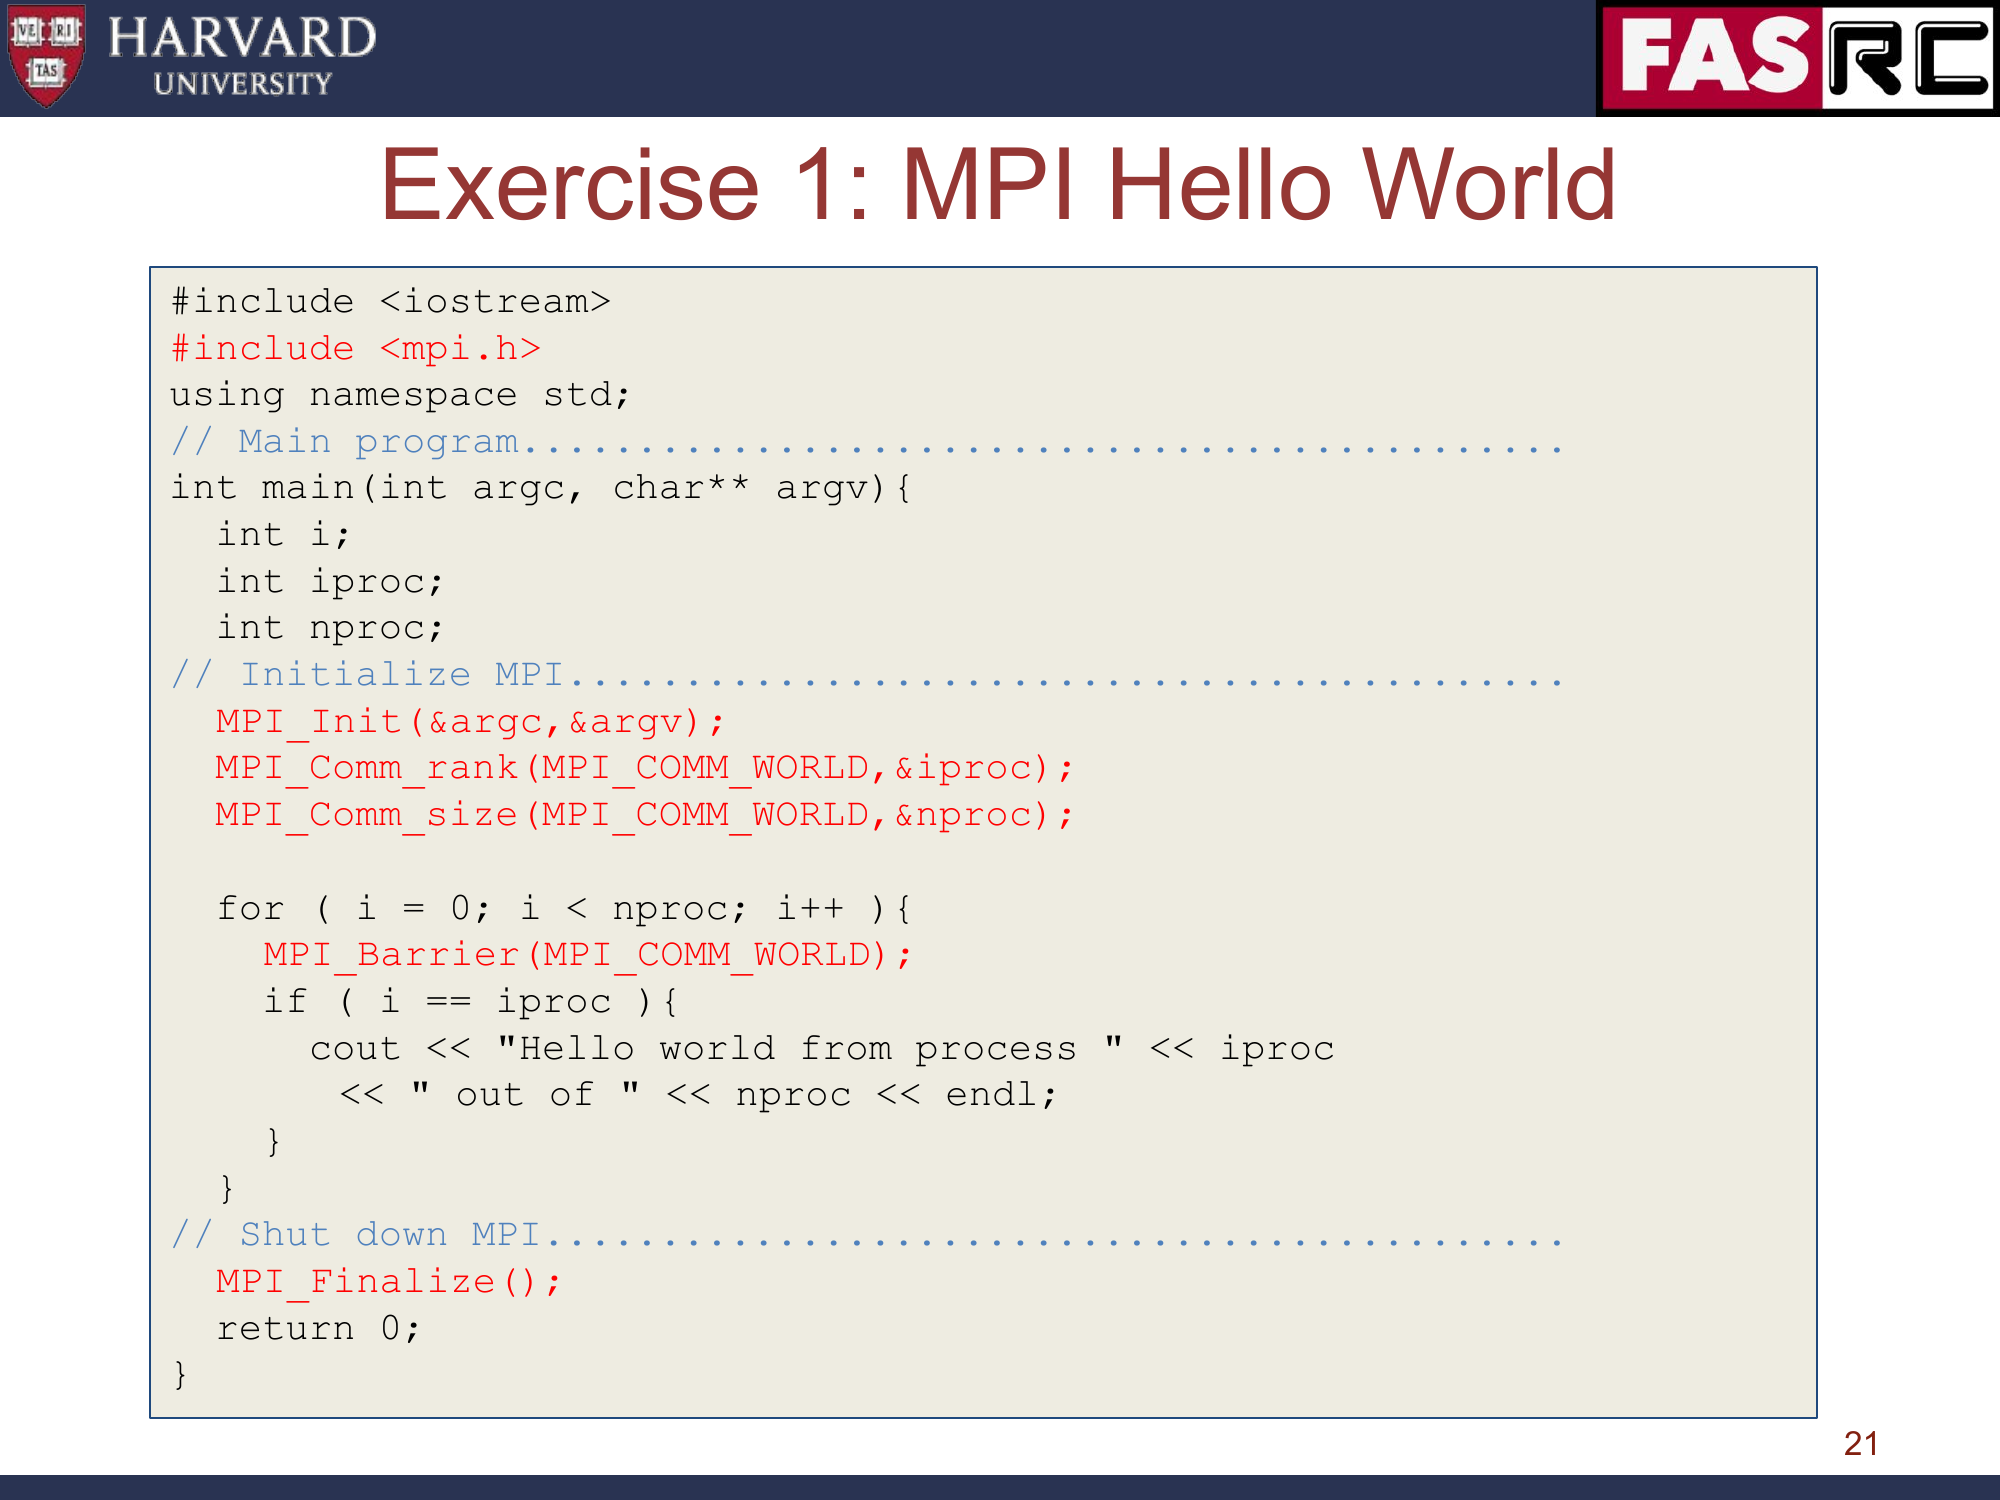 VE RI TAS
HARVARD
UNIVERSITY
FAS RC
Exercise 1: MPI Hello World
#include <iostream>
#include <mpi.h>
using namespace std;
// Main program.............................................
int main(int argc, char** argv){
  int i;
  int iproc;
  int nproc;
// Initialize MPI...........................................
  MPI_Init(&argc,&argv);
  MPI_Comm_rank(MPI_COMM_WORLD,&iproc);
  MPI_Comm_size(MPI_COMM_WORLD,&nproc);
  for ( i = 0; i < nproc; i++ ){
    MPI_Barrier(MPI_COMM_WORLD);
    if ( i == iproc ){
      cout << "Hello world from process " << iproc
       << " out of " << nproc << endl;
    }
  }
// Shut down MPI............................................
  MPI_Finalize();
  return 0;
}
21